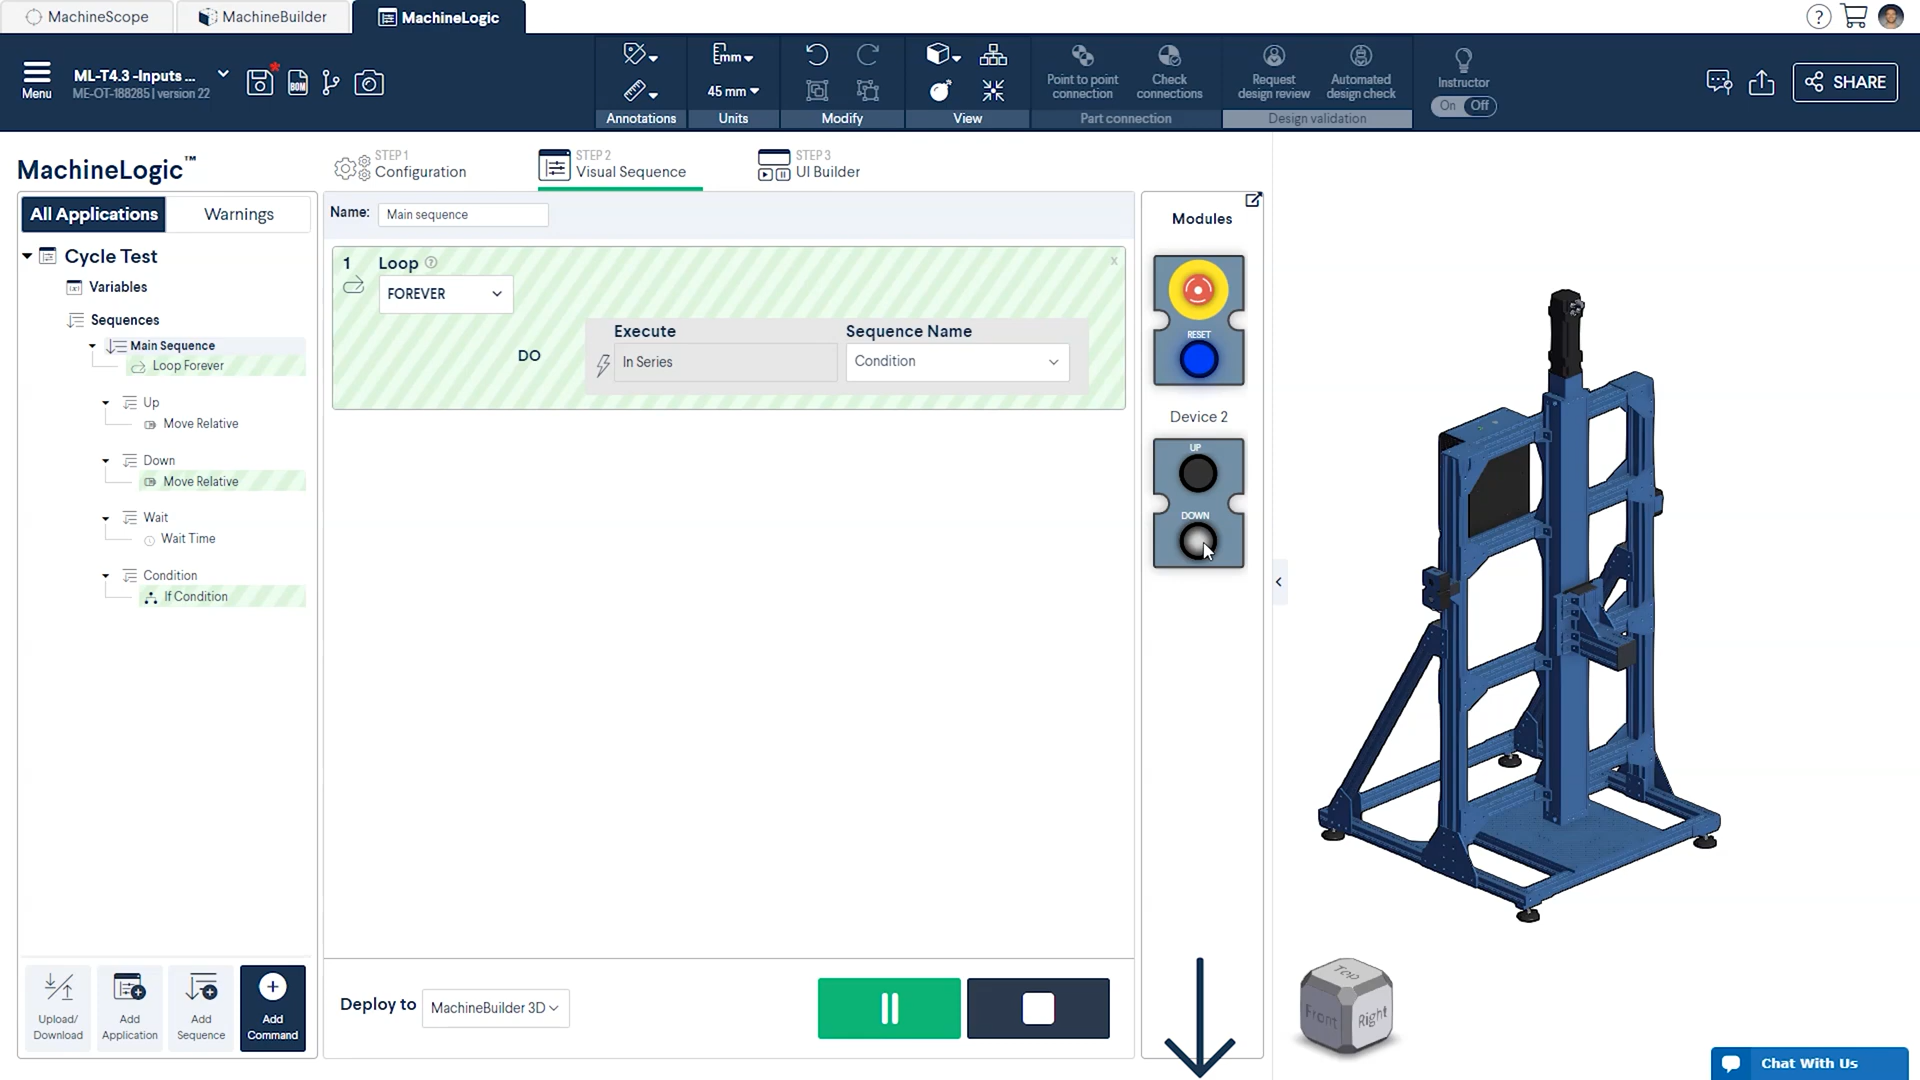 MachineScope
MachineBuilder
MachineLogic
?
Menu
ML-T4.3 -Inputs ...
ME-OT-188285 | version 22
BOM
Annotations
mm
45 mm
Units
Modify
View
Point to point
connection
Check
connections
Part connection
Request
design review
Automated
design check
Design validation
Instructor
On Off
SHARE
MachineLogic™
STEP 1
Configuration
STEP 2
Visual Sequence
STEP 3
UI Builder
All Applications
Warnings
Cycle Test
Variables
Sequences
Main Sequence
Loop Forever
Up
Move Relative
Down
Move Relative
Wait
Wait Time
Condition
If Condition
Upload/
Download
Add
Application
Add
Sequence
Add
Command
Name: Main sequence
1 Loop ?
x
FOREVER
DO
Execute
In Series
Sequence Name
Condition
Deploy to MachineBuilder 3D
Modules
RESET
Device 2
UP
DOWN
Top
Front
Right
Chat With Us